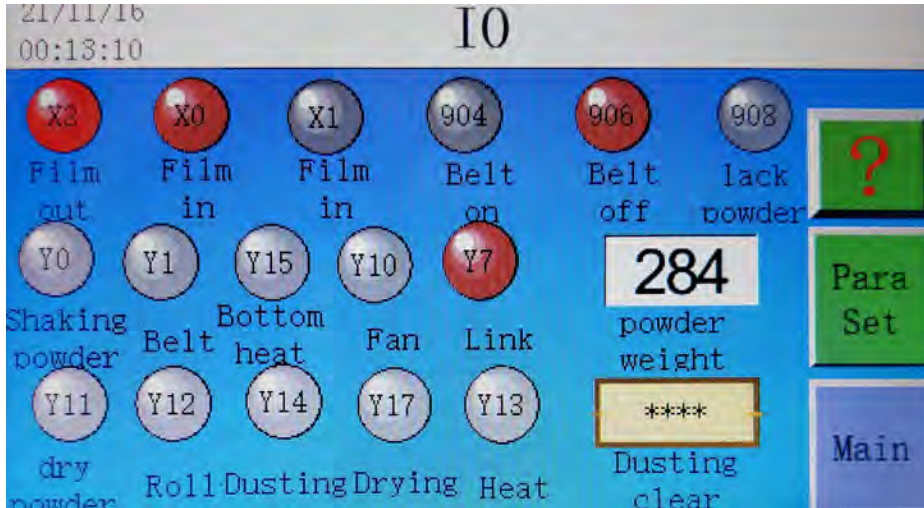 21/11/16
00:13:10
IO
X2 X0 X1 904 906 908
Film out
Film in
Film in
Belt on
Belt off
lack powder
?
Y0 Y1 Y15 Y10 Y7
Shaking powder
Belt
Bottom heat
Fan
Link
284
powder weight
Para Set
Y11 Y12 Y14 Y17 Y13
dry powder
Roll
Dusting
Drying
Heat
****
Dusting clear
Main